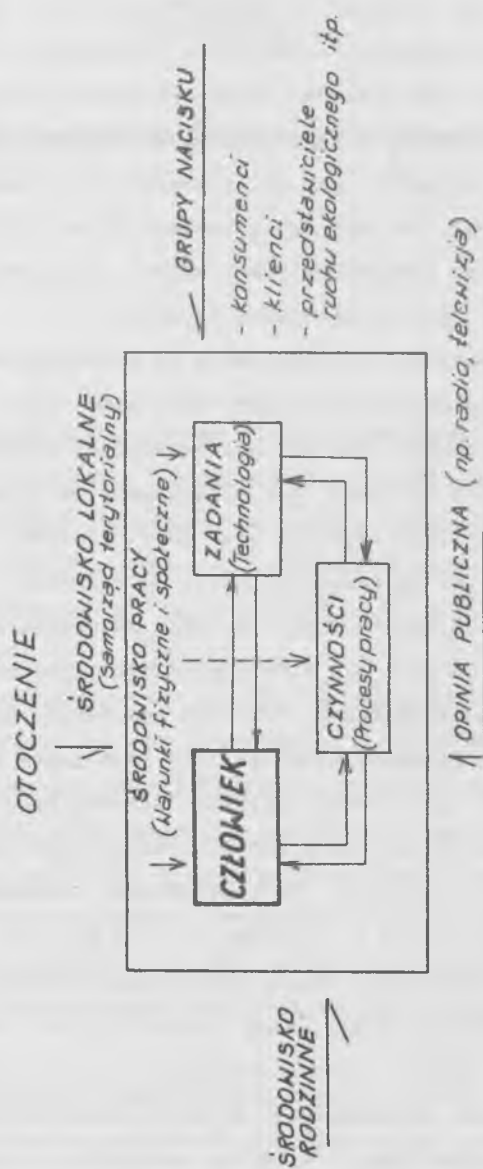 OTOCZENIE
ŚRODOWISKO LOKALNE
(Samorząd terytorialny)
ŚRODOWISKO PRACY
(Warunki fizyczne i społeczne)
CZŁOWIEK
ZADANIA
(Technologia)
CZYNNOŚCI
(Procesy pracy)
GRUPY NACISKU
- konsumenci
- klienci
- przedstawiciele
ruchu ekologicznego itp.
ŚRODOWISKO
RODZINNE
OPINIA PUBLICZNA (np radio, telewizja)